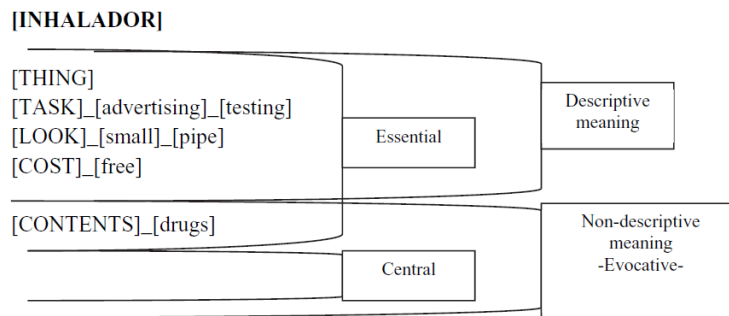 [INHALADOR]
[THING]
[TASK]_[advertising]_[testing]
[LOOK]_[small]_[pipe]
[COST]_[free]
[CONTENTS]_[drugs]
Essential
Central
Descriptive
meaning
Non-descriptive
meaning
-Evocative-